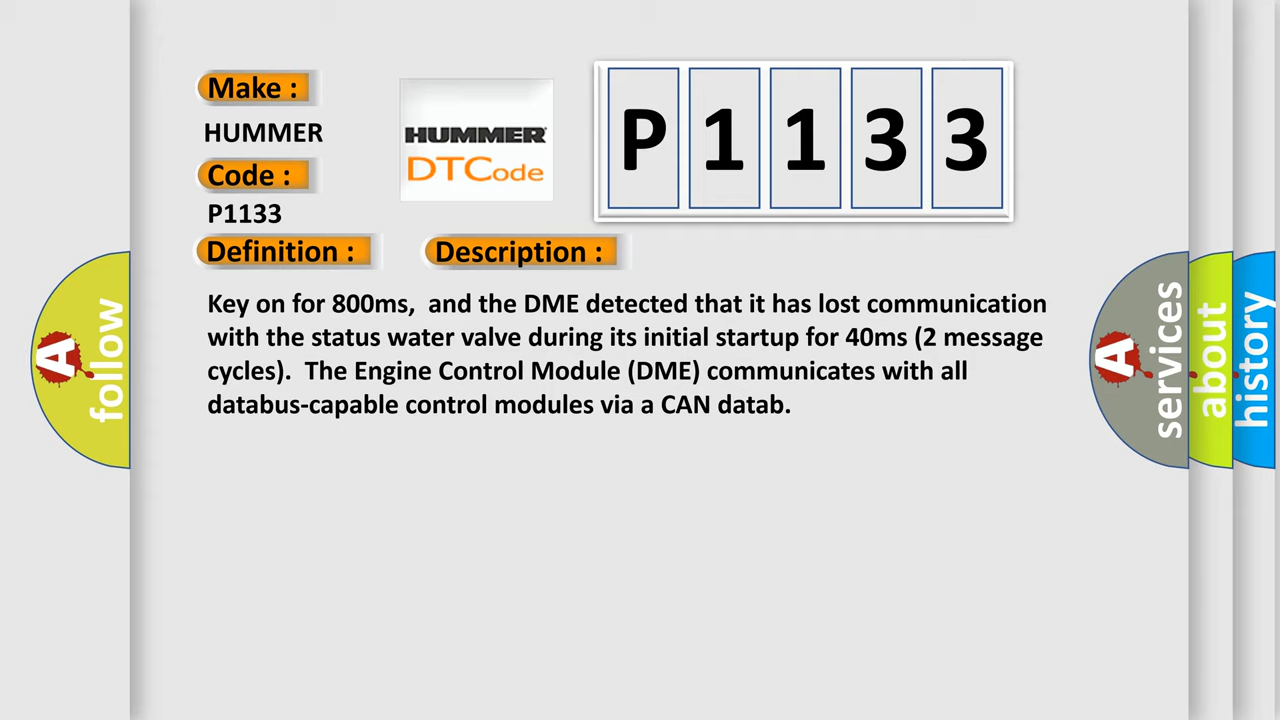 Make :
HUMMER
Code :
P1133
HUMMER
DTCode
P 1 1 3 3
Definition :
Description :
Key on for 800ms, and the DME detected that it has lost communication
with the status water valve during its initial startup for 40ms (2 message
cycles). The Engine Control Module (DME) communicates with all
databus-capable control modules via a CAN datab.
A
follow
A
services
about
history